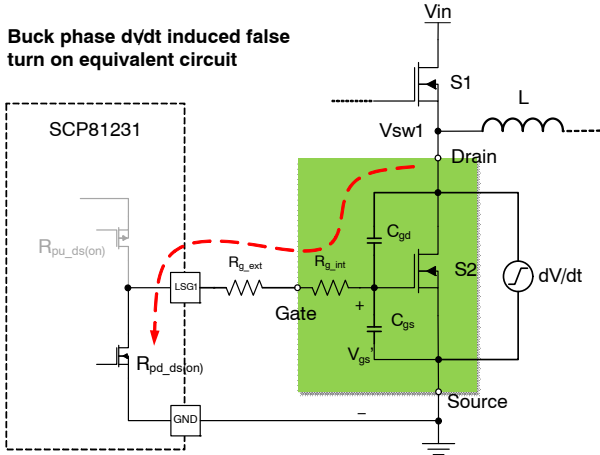 Buck phase dv/dt induced false
turn on equivalent circuit
Vin
S1
L
SCP81231
Vsw1
Drain
Rpu_ds(on)
Cgd
Rg_ext
Rg_int
S2
dV/dt
LSG1
Gate
+
Cgs
Vgs'
Rpd_ds(on)
Source
GND
−